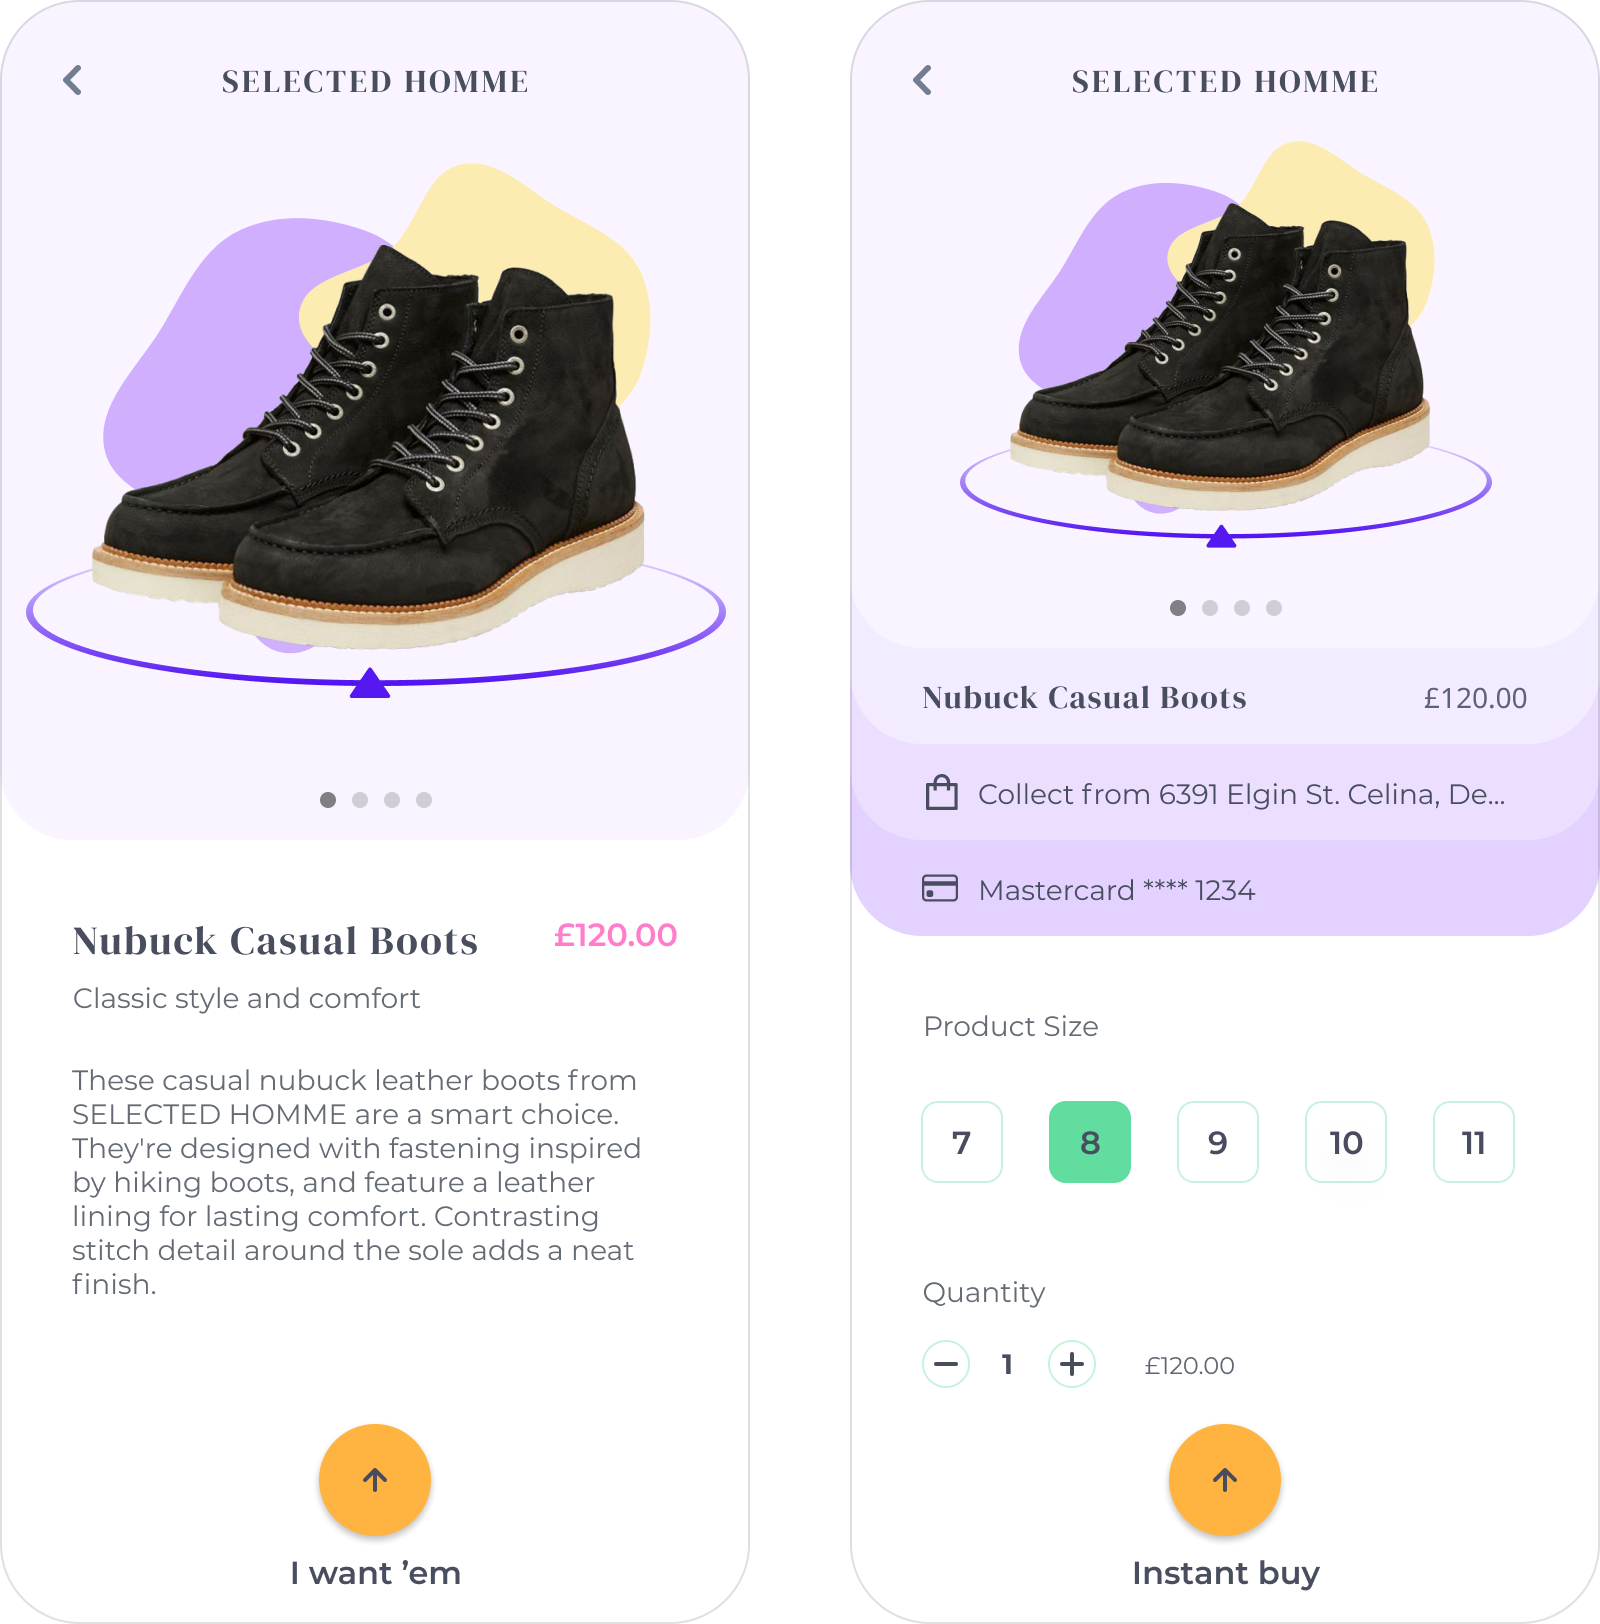 SELECTED HOMME
Nubuck Casual Boots
£120.00
Classic style and comfort
These casual nubuck leather boots from
SELECTED HOMME are a smart choice.
They're designed with fastening inspired
by hiking boots, and feature a leather
lining for lasting comfort. Contrasting
stitch detail around the sole adds a neat
finish.
I want ’em
SELECTED HOMME
Nubuck Casual Boots
£120.00
Collect from 6391 Elgin St. Celina, De...
Mastercard **** 1234
Product Size
7
8
9
10
11
Quantity
1
£120.00
Instant buy